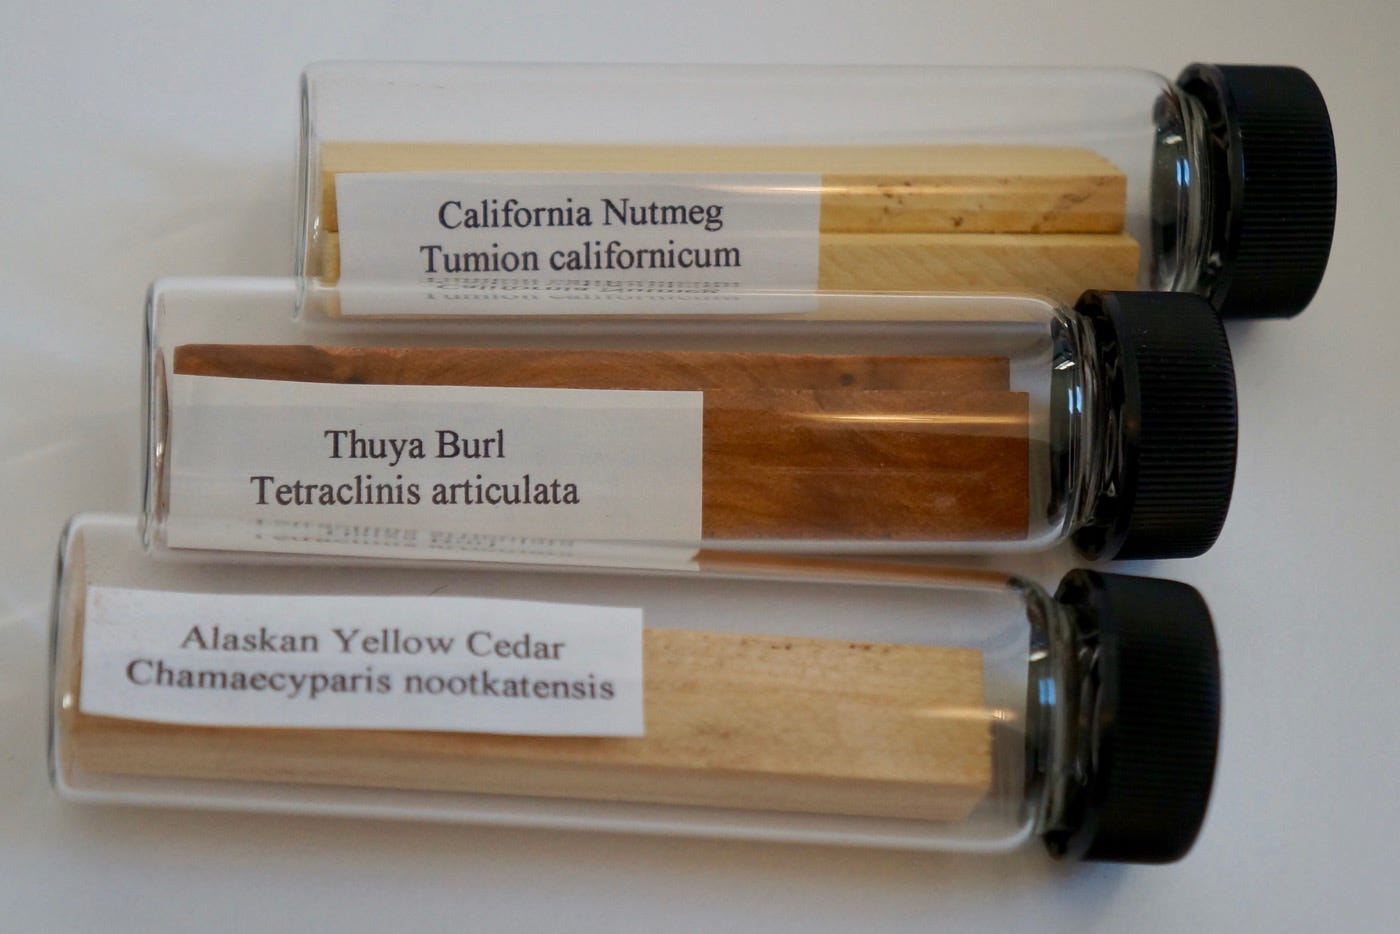 California Nutmeg
Tumion californicum
Thuya Burl
Tetraclinis articulata
Alaskan Yellow Cedar
Chamaecyparis nootkatensis